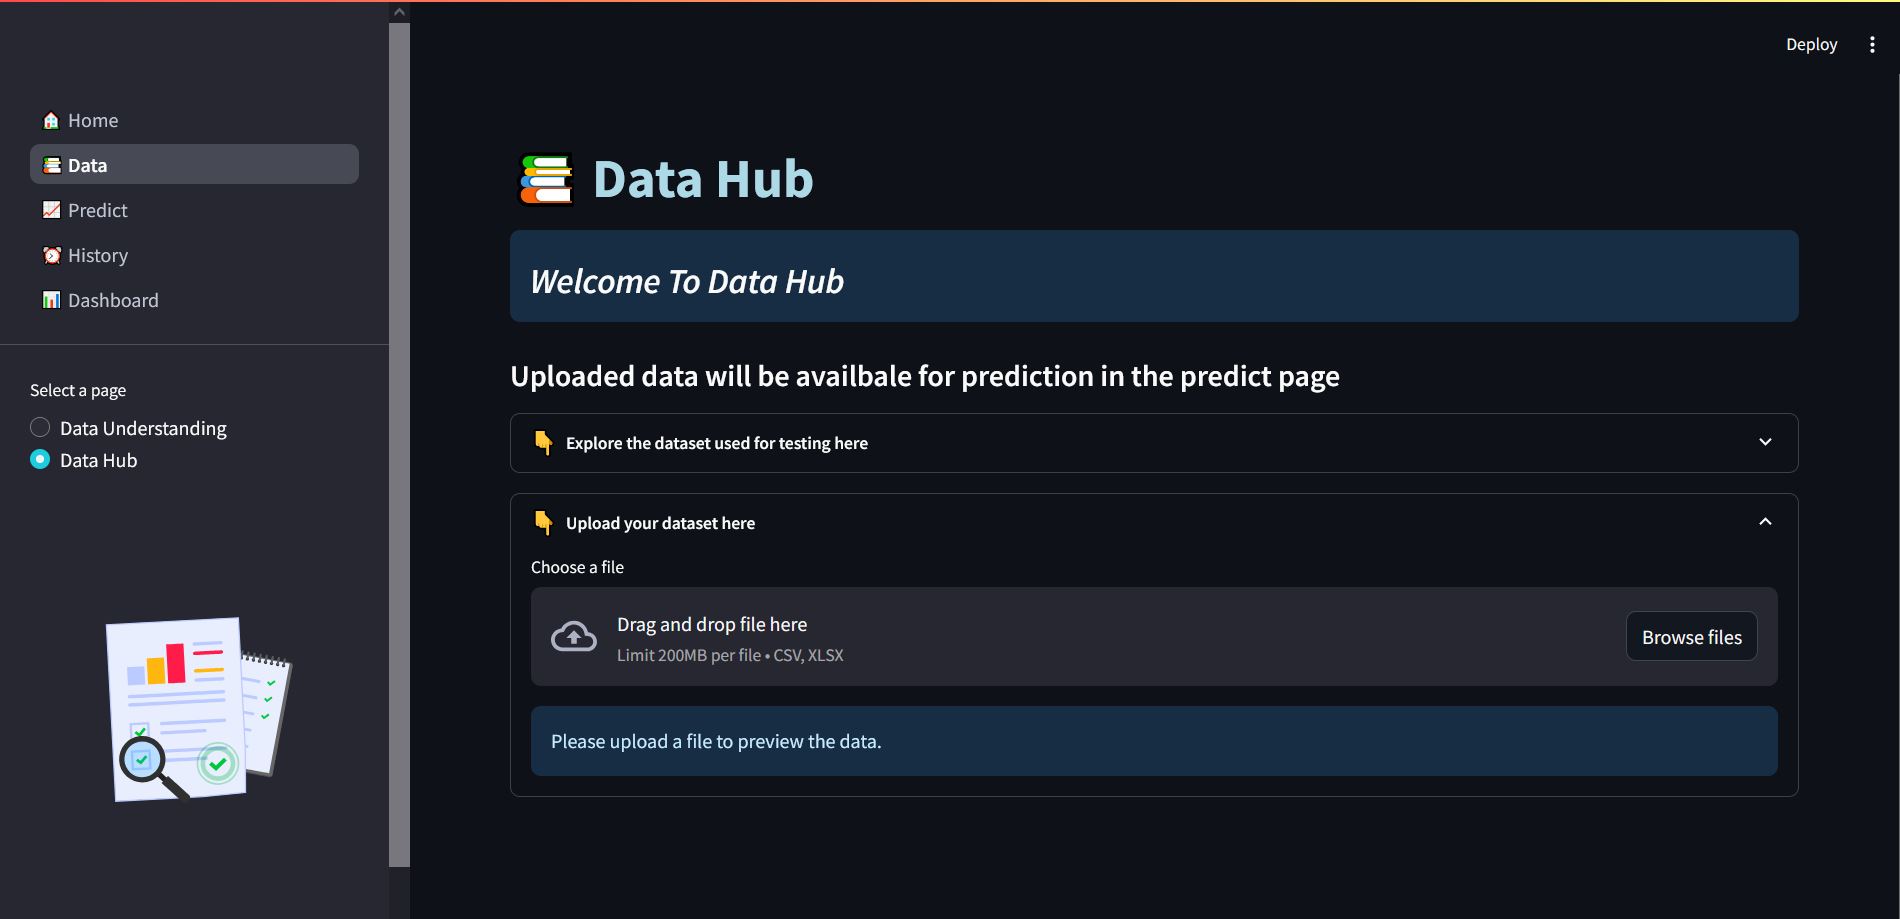 Deploy
Home
Data
Predict
History
Dashboard
Select a page
Data Understanding
Data Hub
Data Hub
Welcome To Data Hub
Uploaded data will be availbale for prediction in the predict page
Explore the dataset used for testing here
Upload your dataset here
Choose a file
Drag and drop file here
Limit 200MB per file • CSV, XLSX
Browse files
Please upload a file to preview the data.